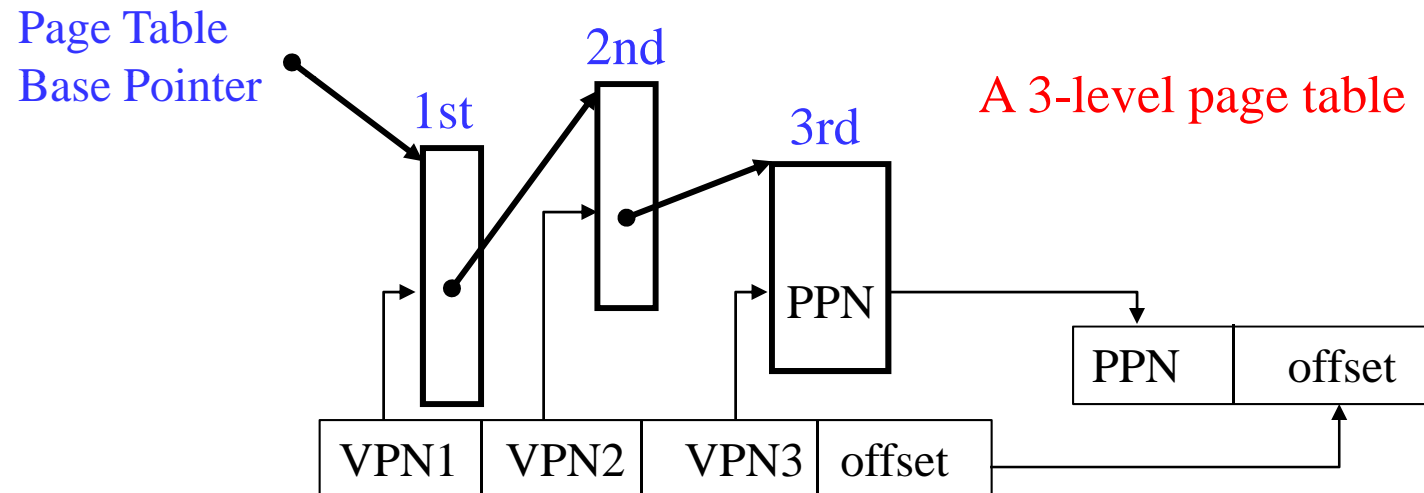 Page Table
Base Pointer
1st
2nd
3rd
A 3-level page table
PPN
PPN offset
VPN1 VPN2 VPN3 offset